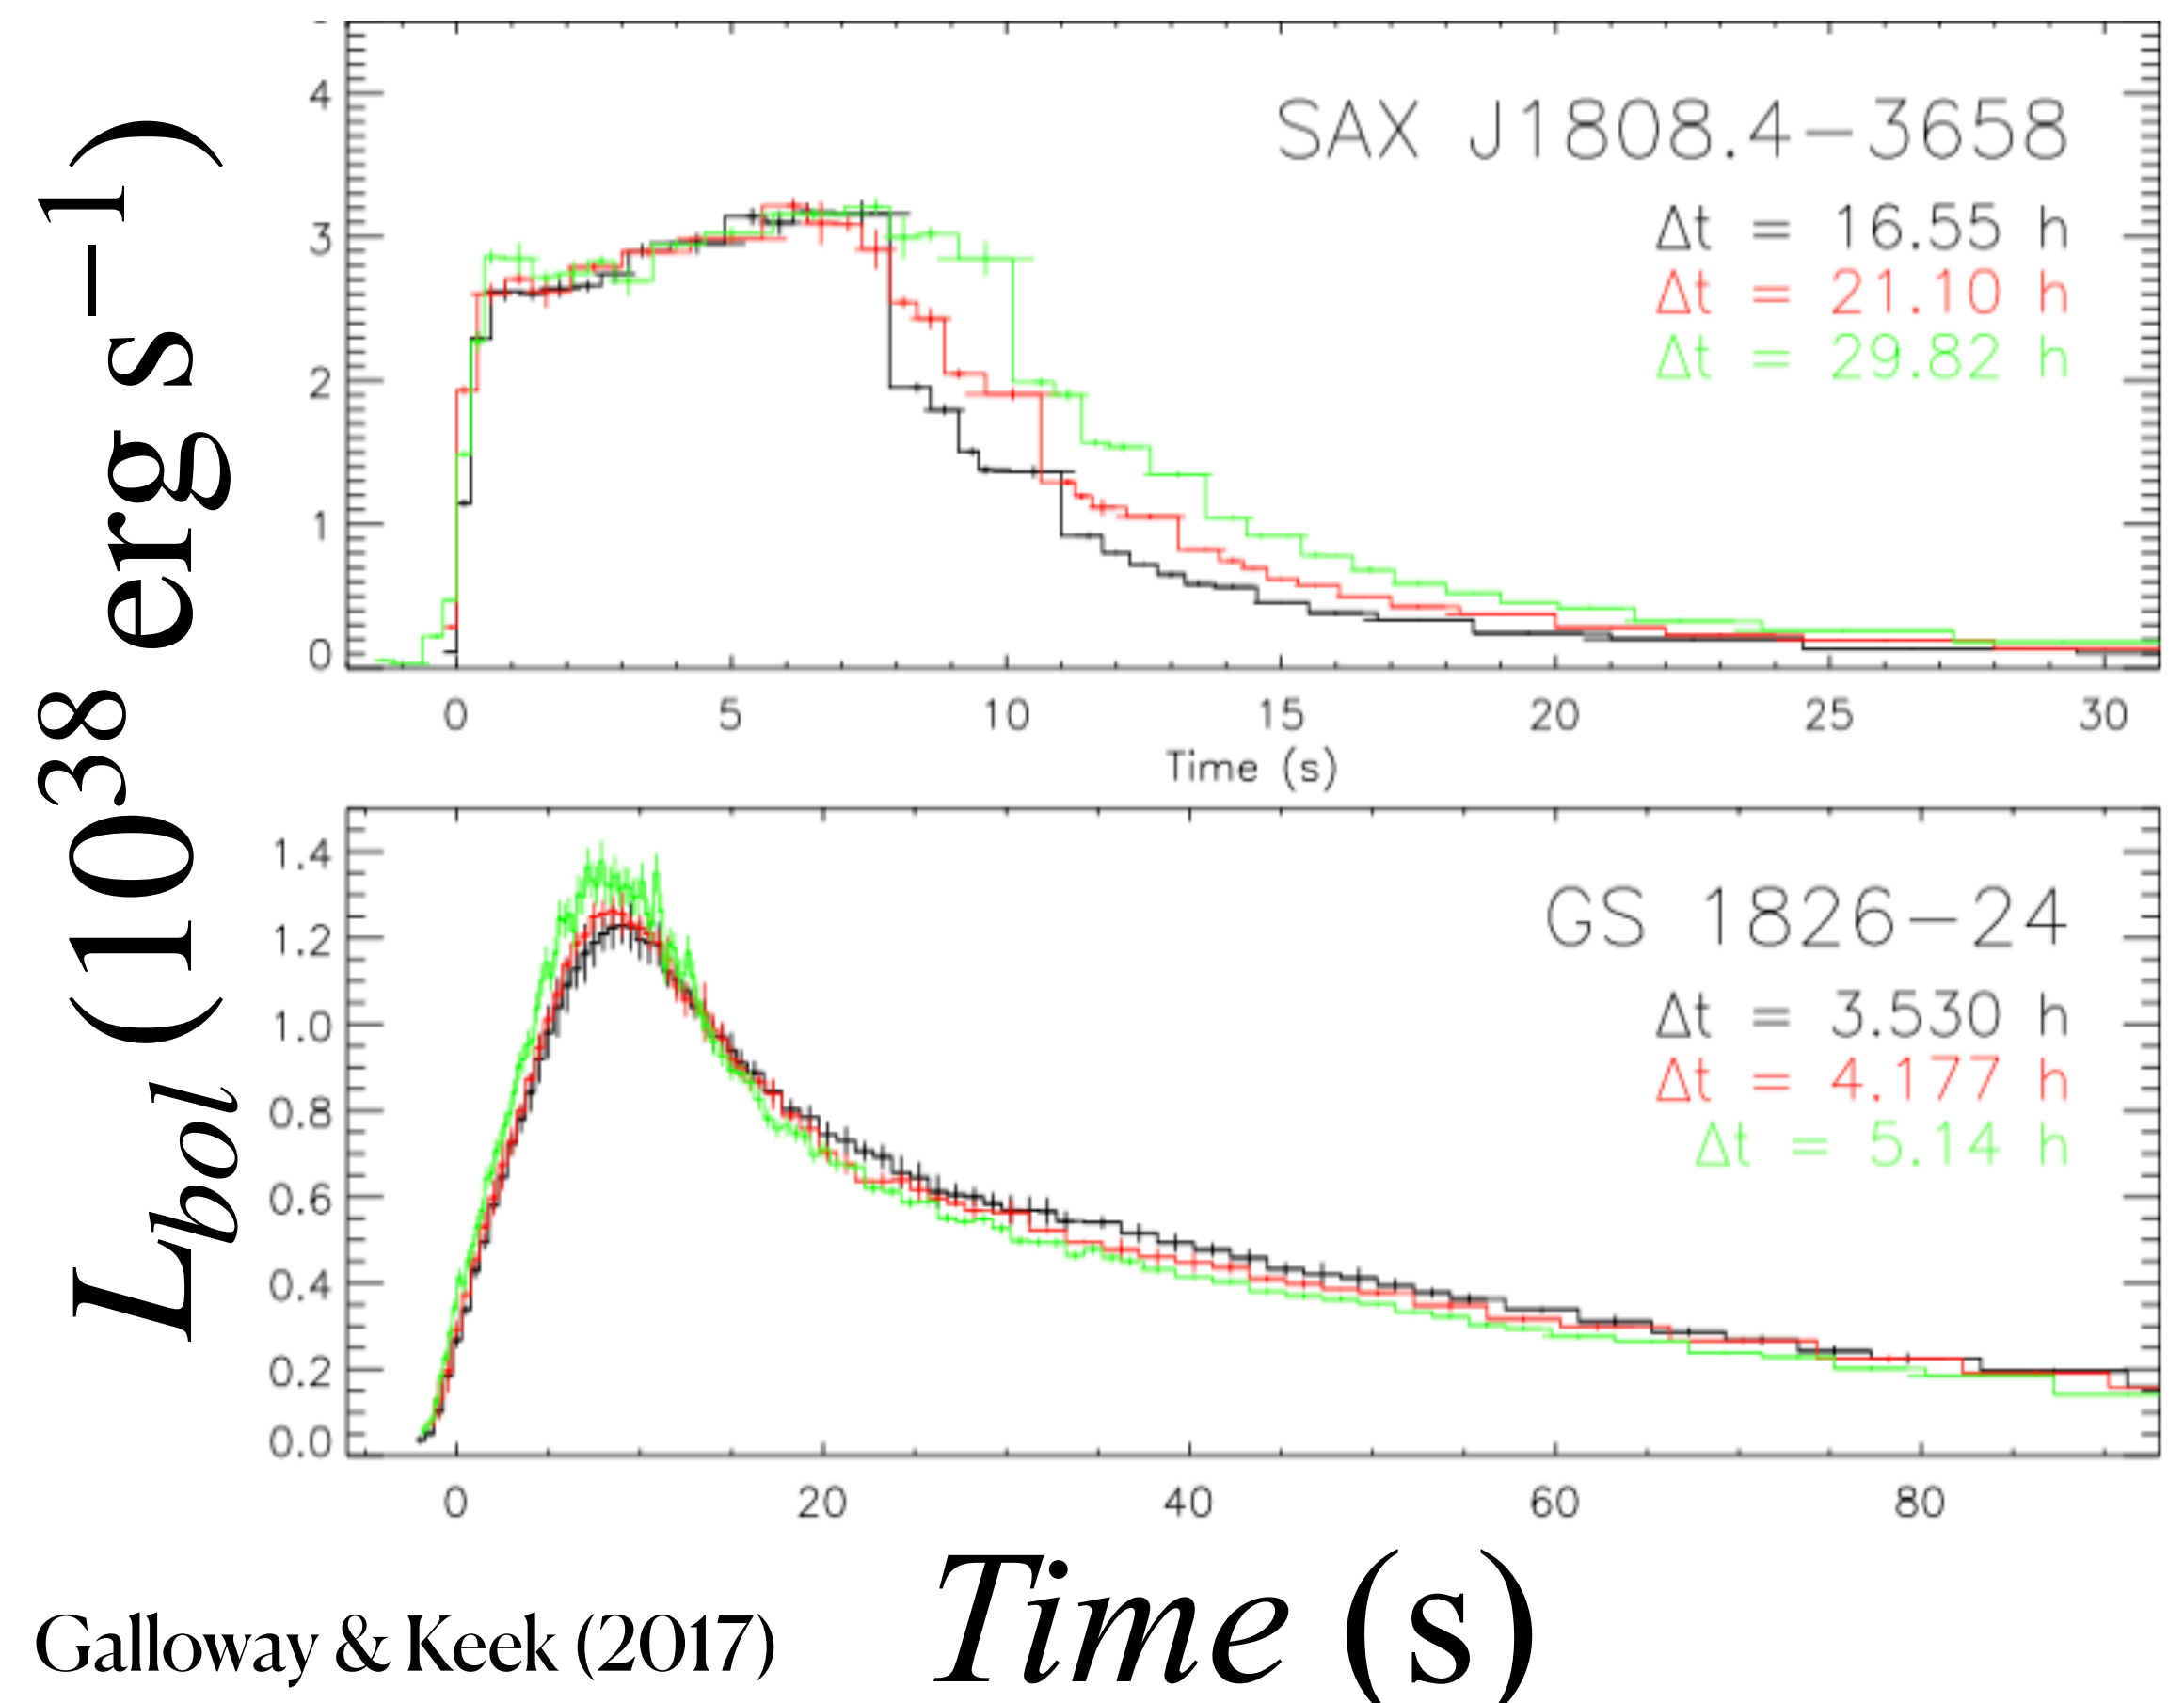 L_bol (10^38 erg s^−1)
4
3
2
1
0
SAX J1808.4−3658
Δt = 16.55 h
Δt = 21.10 h
Δt = 29.82 h
0 5 10 15 20 25 30
Time (s)
1.4
1.2
1.0
0.8
0.6
0.4
0.2
0.0
GS 1826−24
Δt = 3.530 h
Δt = 4.177 h
Δt = 5.14 h
0 20 40 60 80
Time (s)
Galloway & Keek (2017)